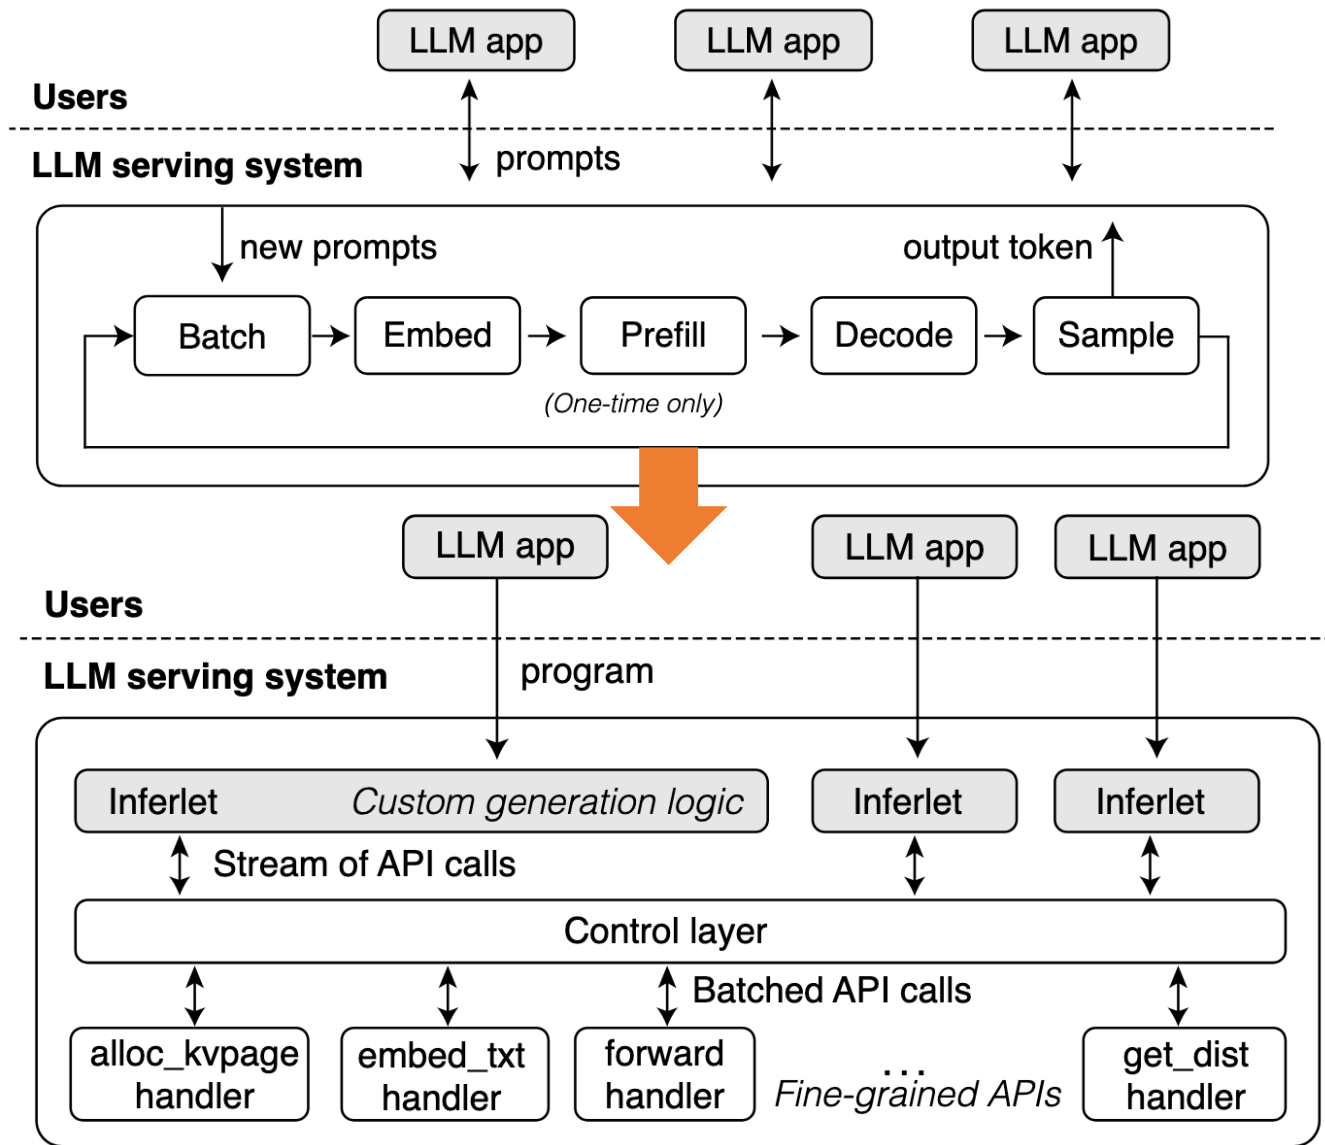 LLM app
LLM app
LLM app
Users
LLM serving system
prompts
new prompts
output token
Batch
Embed
Prefill
Decode
Sample
(One-time only)
LLM app
LLM app
LLM app
Users
LLM serving system
program
Inferlet
Custom generation logic
Inferlet
Inferlet
Stream of API calls
Control layer
Batched API calls
alloc_kvpage
handler
embed_txt
handler
forward
handler
...
Fine-grained APIs
get_dist
handler